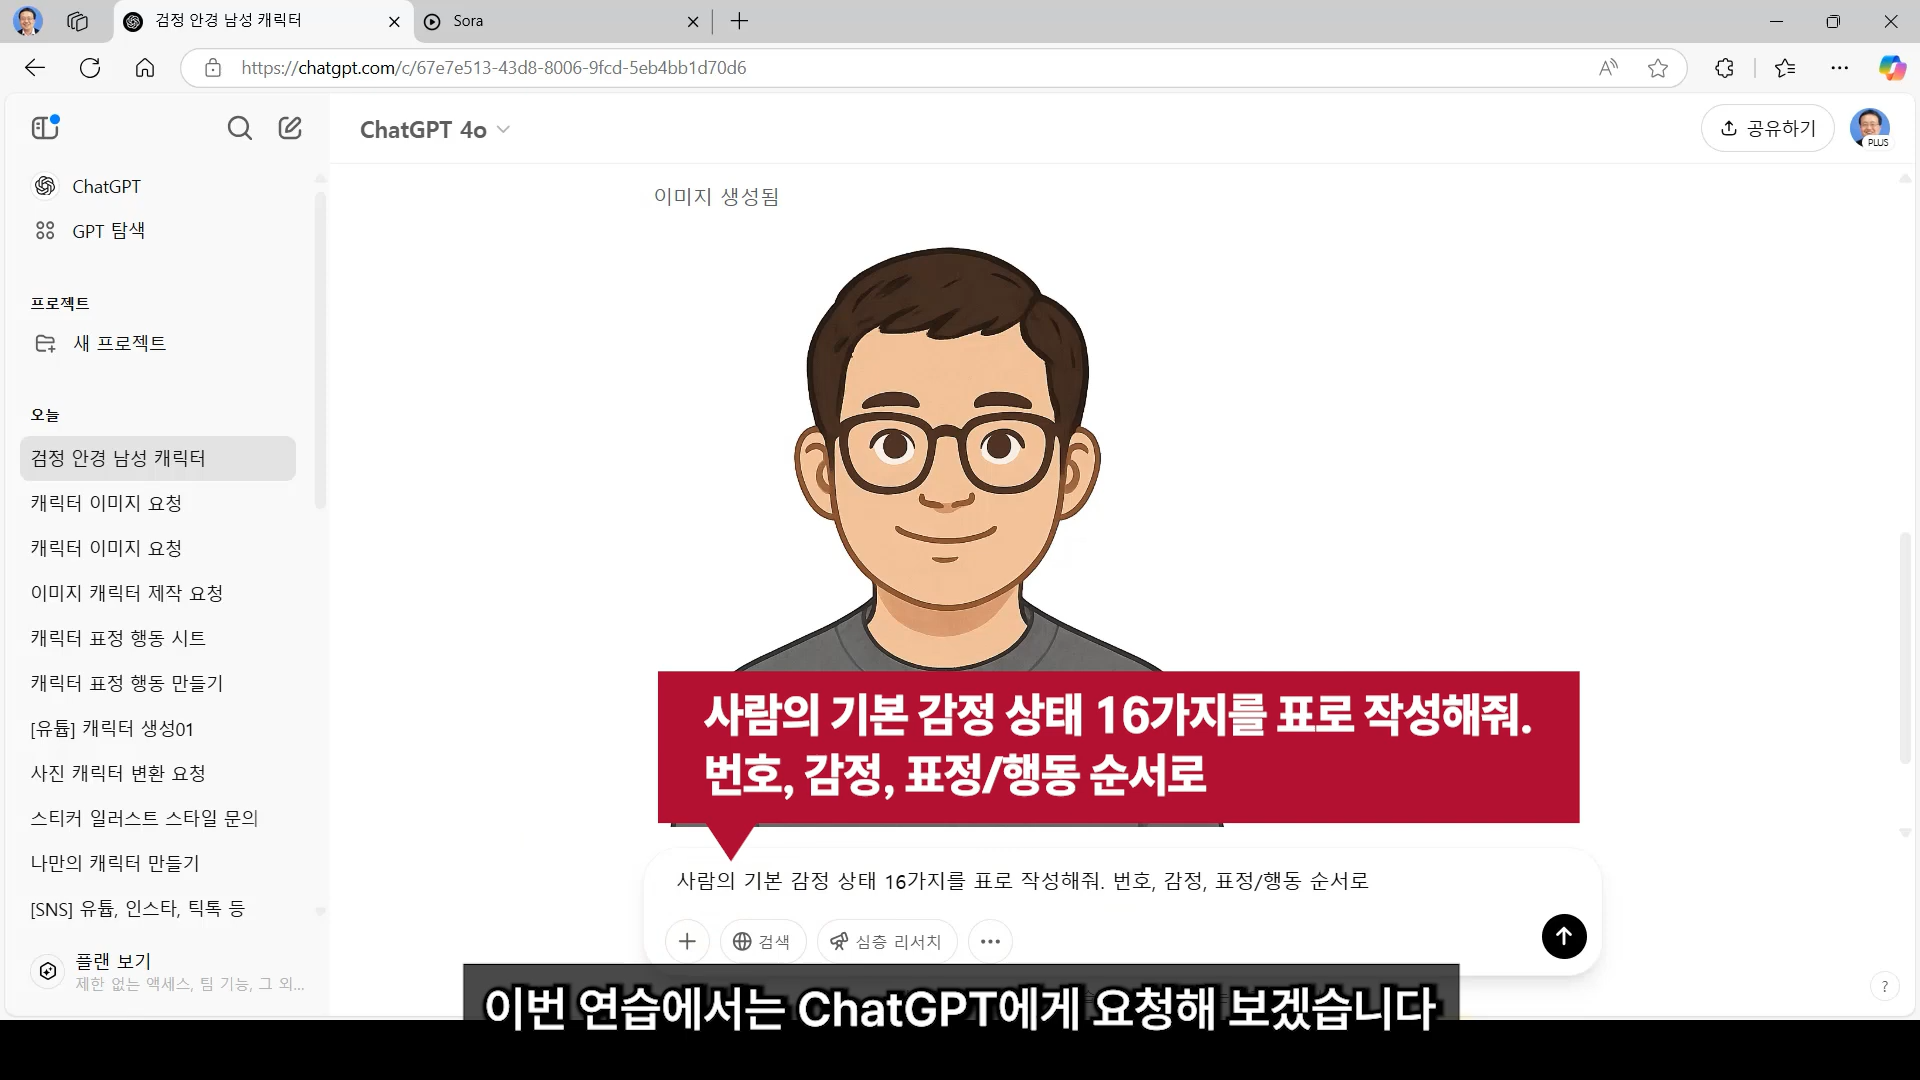 검정 안경 남성 캐릭터
Sora
https://chatgpt.com/c/67e7e513-43d8-8006-9fcd-5eb4bb1d70d6
ChatGPT 4o
공유하기
PLUS
ChatGPT
GPT 탐색
프로젝트
새 프로젝트
오늘
검정 안경 남성 캐릭터
캐릭터 이미지 요청
캐릭터 이미지 요청
이미지 캐릭터 제작 요청
캐릭터 표정 행동 시트
캐릭터 표정 행동 만들기
[유튭] 캐릭터 생성01
사진 캐릭터 변환 요청
스티커 일러스트 스타일 문의
나만의 캐릭터 만들기
[SNS] 유튭, 인스타, 틱톡 등
플랜 보기
제한 없는 액세스, 팀 기능, 그 외...
이미지 생성됨
사람의 기본 감정 상태 16가지를 표로 작성해줘.
번호, 감정, 표정/행동 순서로
사람의 기본 감정 상태 16가지를 표로 작성해줘. 번호, 감정, 표정/행동 순서로
검색
심층 리서치
?
이번 연습에서는 ChatGPT에게 요청해 보겠습니다